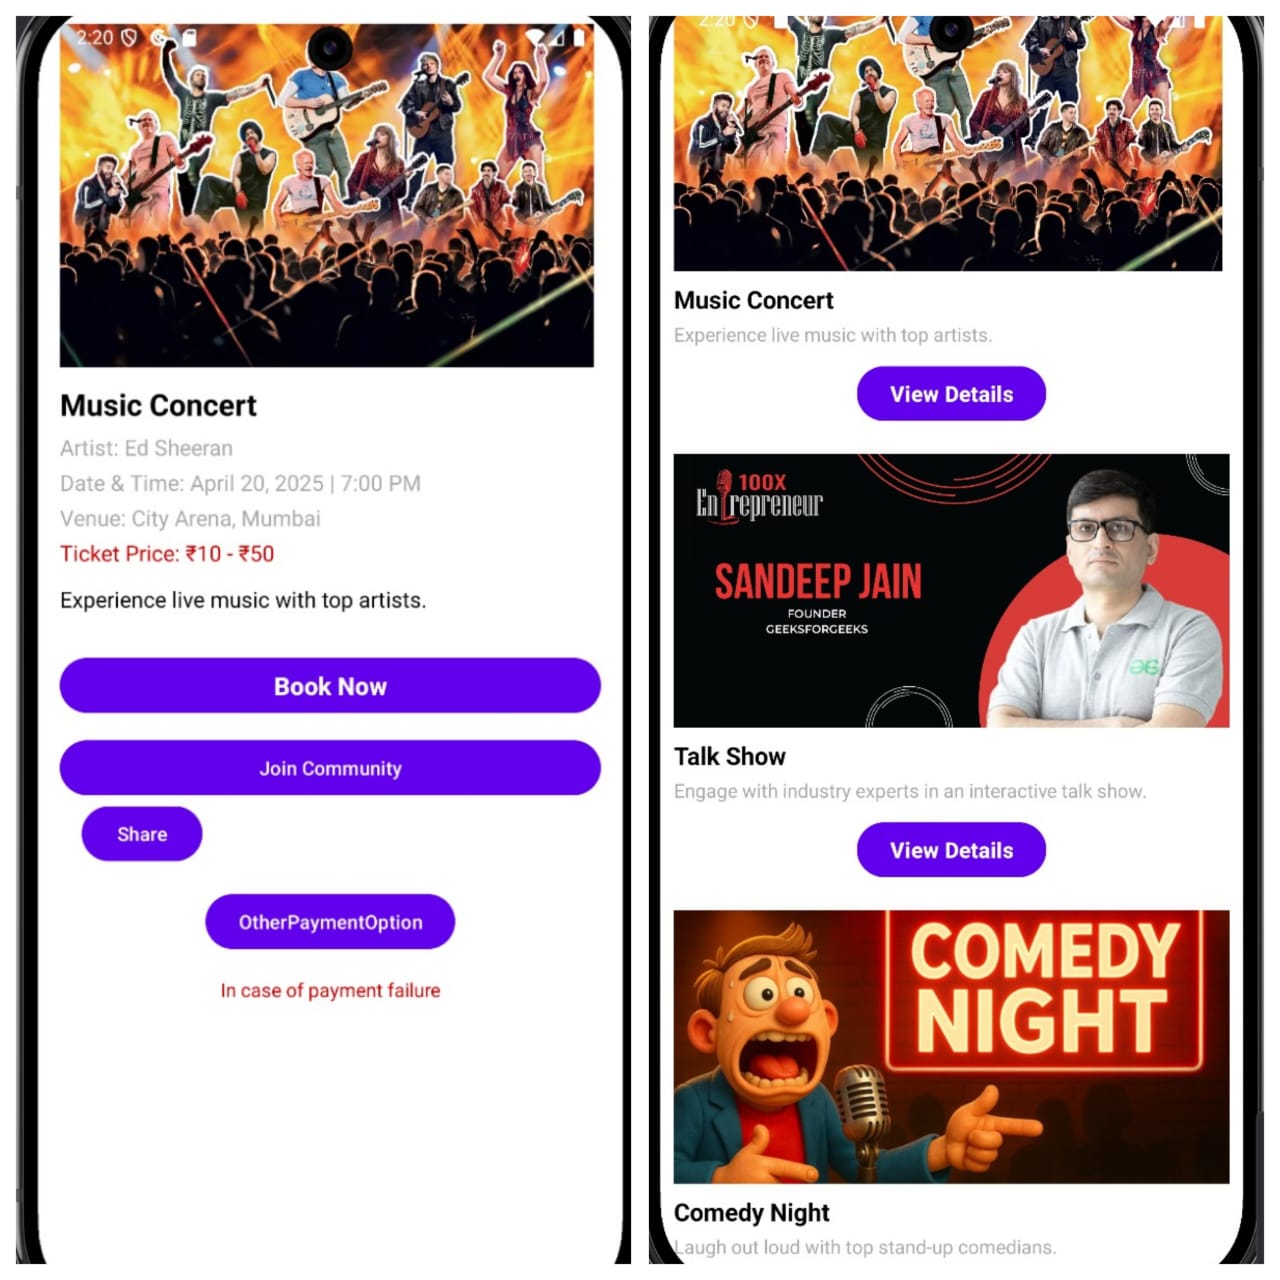 2:20
Music Concert
Artist: Ed Sheeran
Date & Time: April 20, 2025 | 7:00 PM
Venue: City Arena, Mumbai
Ticket Price: ₹10 - ₹50
Experience live music with top artists.
Book Now
Join Community
Share
OtherPaymentOption
In case of payment failure
2:20
Music Concert
Experience live music with top artists.
View Details
100X
Entrepreneur
SANDEEP JAIN
FOUNDER
GEEKSFORGEEKS
Talk Show
Engage with industry experts in an interactive talk show.
View Details
COMEDY
NIGHT
Comedy Night
Laugh out loud with top stand-up comedians.